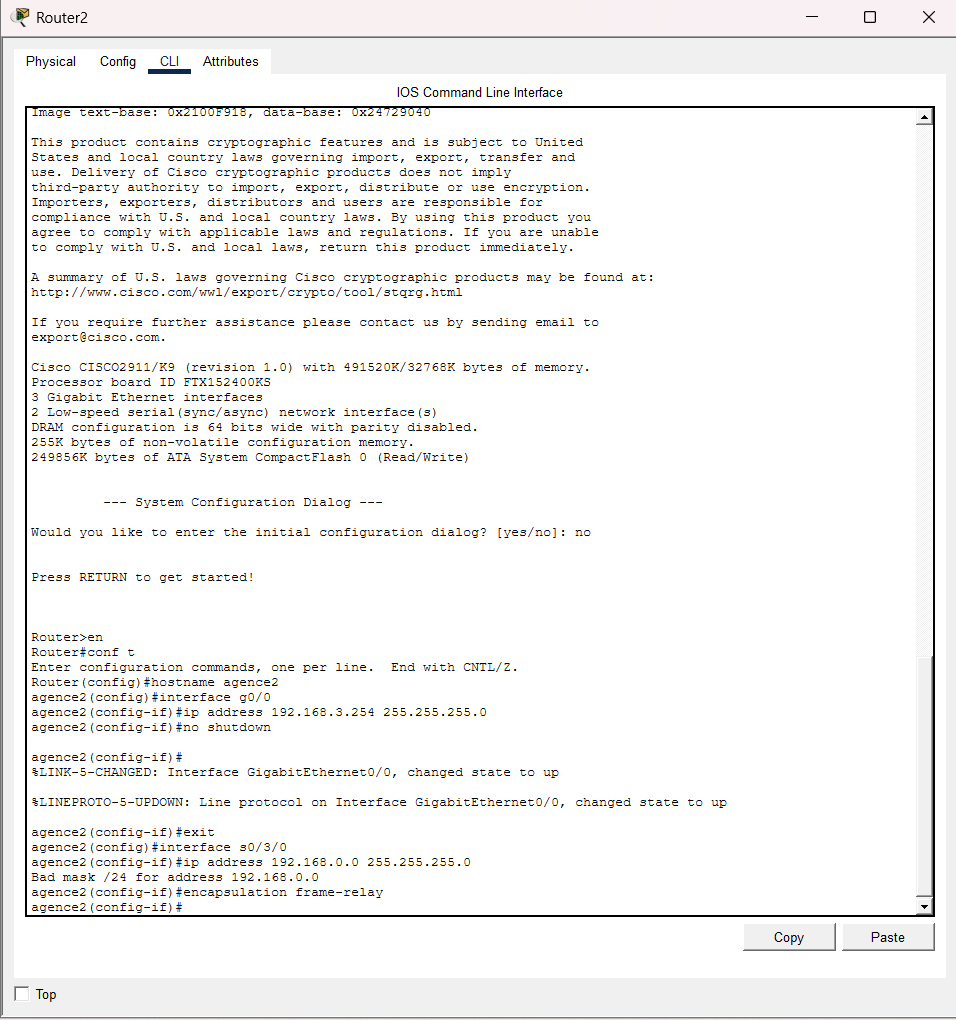 Router2
Physical Config CLI Attributes
IOS Command Line Interface
Image text-base: 0x2100F918, data-base: 0x24729040
This product contains cryptographic features and is subject to United
States and local country laws governing import, export, transfer and
use. Delivery of Cisco cryptographic products does not imply
third-party authority to import, export, distribute or use encryption.
Importers, exporters, distributors and users are responsible for
compliance with U.S. and local country laws. By using this product you
agree to comply with applicable laws and regulations. If you are unable
to comply with U.S. and local laws, return this product immediately.
A summary of U.S. laws governing Cisco cryptographic products may be found at:
http://www.cisco.com/wwl/export/crypto/tool/stqrg.html
If you require further assistance please contact us by sending email to
export@cisco.com.
Cisco CISCO2911/K9 (revision 1.0) with 491520K/32768K bytes of memory.
Processor board ID FTX152400KS
3 Gigabit Ethernet interfaces
2 Low-speed serial(sync/async) network interface(s)
DRAM configuration is 64 bits wide with parity disabled.
255K bytes of non-volatile configuration memory.
249856K bytes of ATA System CompactFlash 0 (Read/Write)
--- System Configuration Dialog ---
Would you like to enter the initial configuration dialog? [yes/no]: no
Press RETURN to get started!
Router>en
Router#conf t
Enter configuration commands, one per line.  End with CNTL/Z.
Router(config)#hostname agence2
agence2(config)#interface g0/0
agence2(config-if)#ip address 192.168.3.254 255.255.255.0
agence2(config-if)#no shutdown
agence2(config-if)#
%LINK-5-CHANGED: Interface GigabitEthernet0/0, changed state to up
%LINEPROTO-5-UPDOWN: Line protocol on Interface GigabitEthernet0/0, changed state to up
agence2(config-if)#exit
agence2(config)#interface s0/3/0
agence2(config-if)#ip address 192.168.0.0 255.255.255.0
Bad mask /24 for address 192.168.0.0
agence2(config-if)#encapsulation frame-relay
agence2(config-if)#
Copy Paste
Top